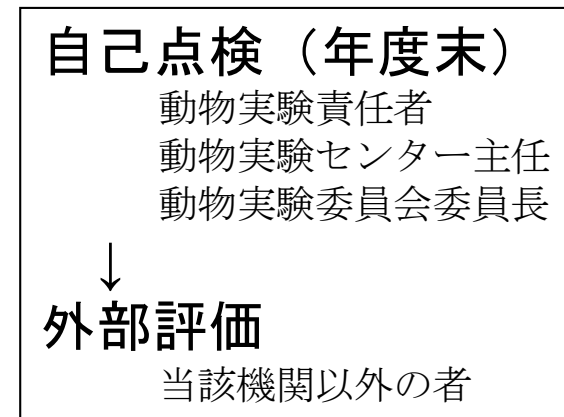 自己点検（年度末）
動物実験責任者
動物実験センター主任
動物実験委員会委員長
↓
外部評価
当該機関以外の者